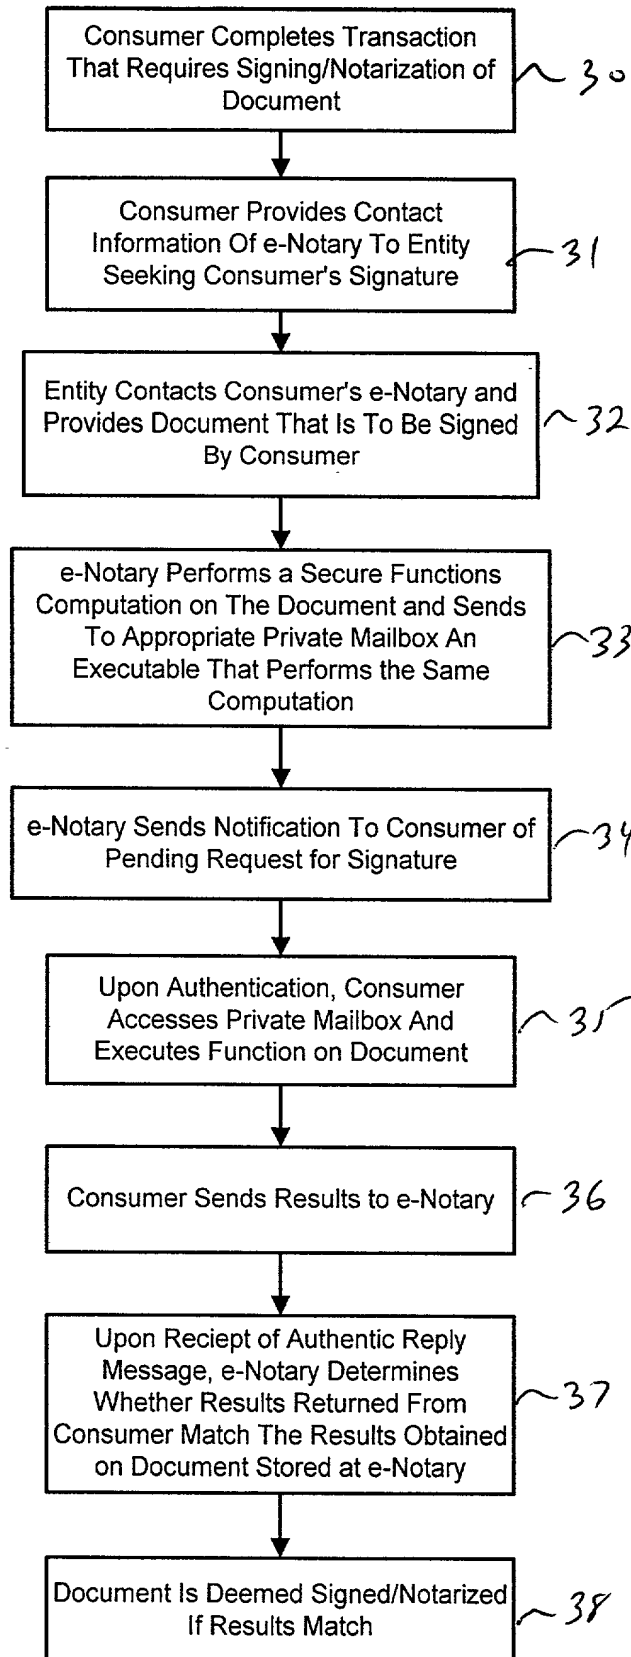 Consumer Completes Transaction
That Requires Signing/Notarization of
Document
30
Consumer Provides Contact
Information Of e-Notary To Entity
Seeking Consumer's Signature
31
Entity Contacts Consumer's e-Notary and
Provides Document That Is To Be Signed
By Consumer
32
e-Notary Performs a Secure Functions
Computation on The Document and Sends
To Appropriate Private Mailbox An
Executable That Performs the Same
Computation
33
e-Notary Sends Notification To Consumer of
Pending Request for Signature
34
Upon Authentication, Consumer
Accesses Private Mailbox And
Executes Function on Document
35
Consumer Sends Results to e-Notary
36
Upon Reciept of Authentic Reply
Message, e-Notary Determines
Whether Results Returned From
Consumer Match The Results Obtained
on Document Stored at e-Notary
37
Document Is Deemed Signed/Notarized
If Results Match
38